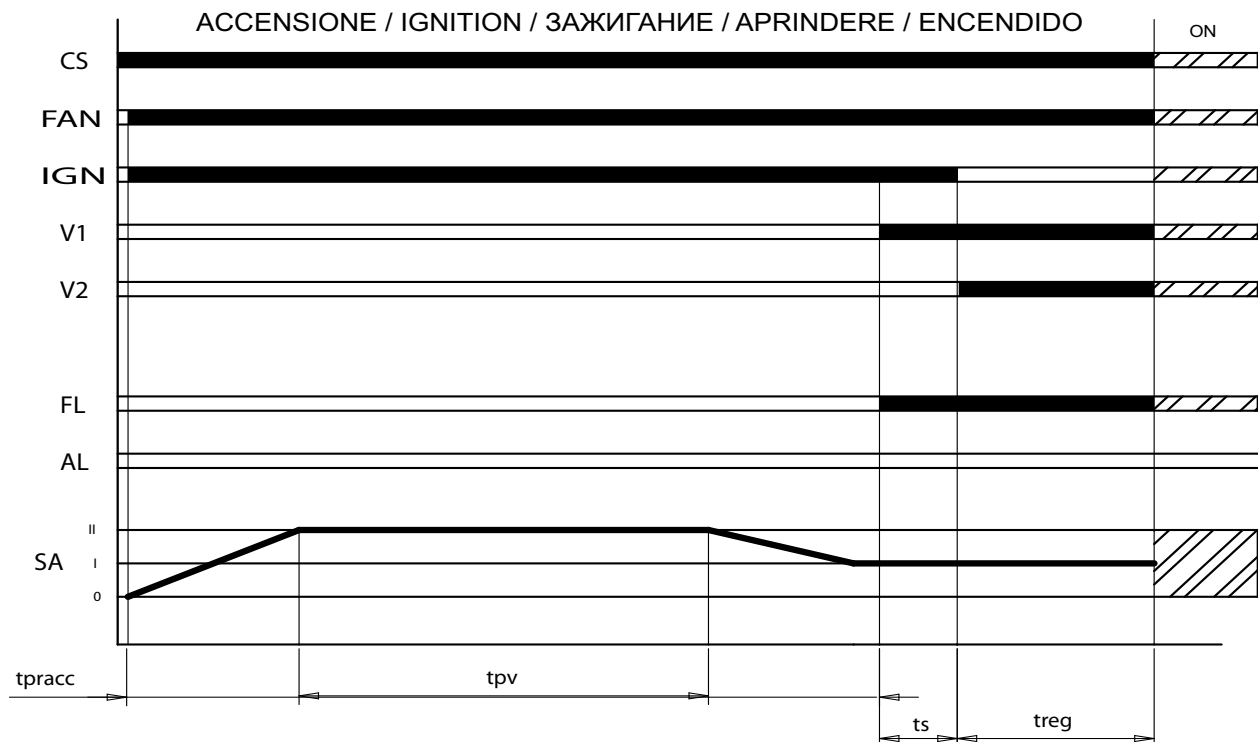 ACCENSIONE / IGNITION / ЗАЖИГАНИЕ / APRINDERE / ENCENDIDO
ON
CS
FAN
IGN
V1
V2
FL
AL
II
SA I
0
tpracc
tpv
ts
treg